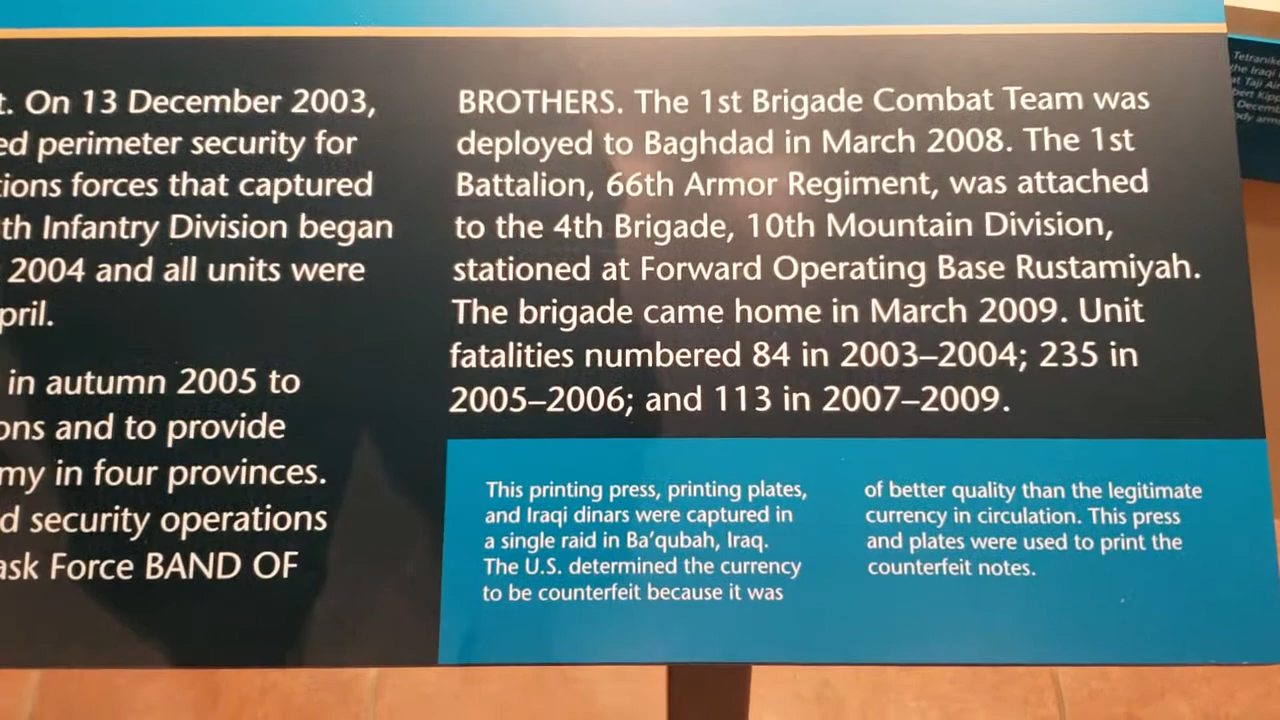 t. On 13 December 2003,
ed perimeter security for
ions forces that captured
th Infantry Division began
2004 and all units were
pril.
in autumn 2005 to
ons and to provide
my in four provinces.
d security operations
ask Force BAND OF
BROTHERS. The 1st Brigade Combat Team was
deployed to Baghdad in March 2008. The 1st
Battalion, 66th Armor Regiment, was attached
to the 4th Brigade, 10th Mountain Division,
stationed at Forward Operating Base Rustamiyah.
The brigade came home in March 2009. Unit
fatalities numbered 84 in 2003–2004; 235 in
2005–2006; and 113 in 2007–2009.
This printing press, printing plates,
and Iraqi dinars were captured in
a single raid in Ba’qubah, Iraq.
The U.S. determined the currency
to be counterfeit because it was
of better quality than the legitimate
currency in circulation. This press
and plates were used to print the
counterfeit notes.
the Iraqi
at Taji
Decem